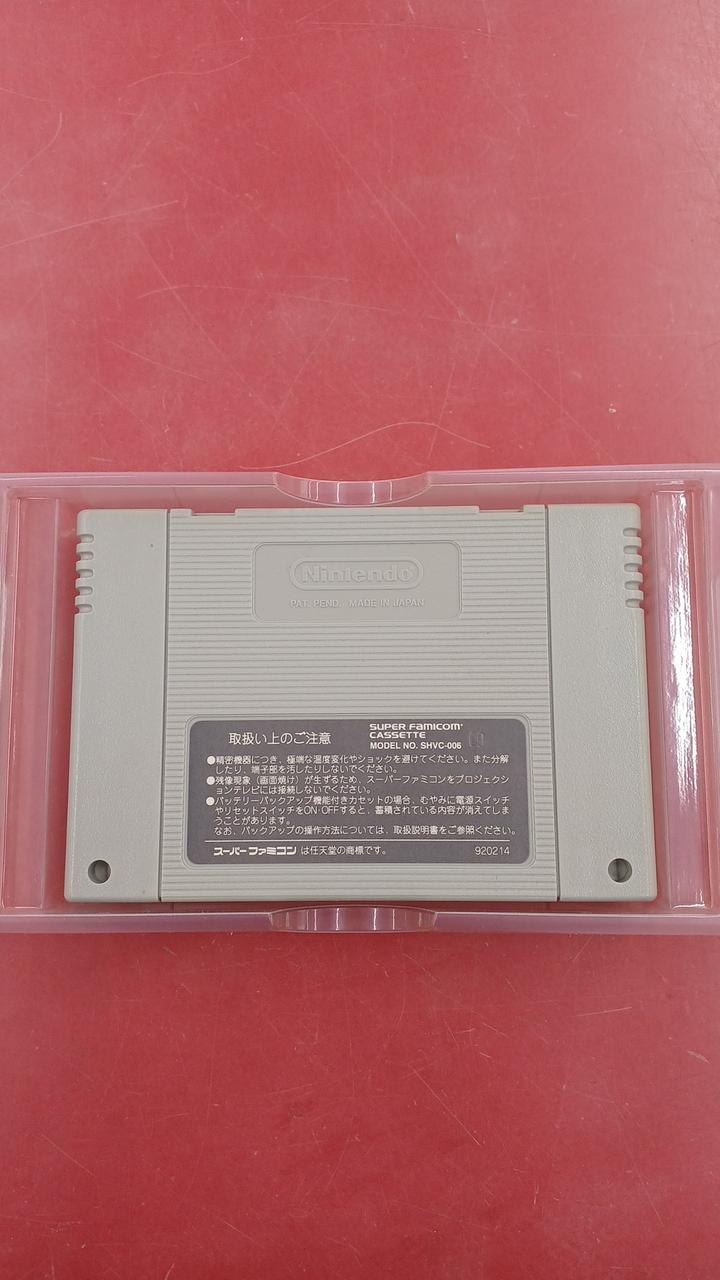 Nintendo
PAT. PEND. MADE IN JAPAN
取扱い上のご注意
SUPER FAMICOM
CASSETTE
MODEL NO. SHVC-006
●精密機器につき、極端な温度変化やショックを避けてください。また分解
したり、端子部を汚したりしないでください。
●残像現象（画面焼け）が生ずるため、スーパーファミコンをプロジェクシ
ョンテレビには接続しないでください。
●バッテリーバックアップ機能付きカセットの場合、むやみに電源スイッチ
やリセットスイッチをON・OFFすると、蓄積されている内容が消えてしま
うことがあります。
なお、バックアップの操作方法については、取扱説明書をご参照ください。
スーパーファミコン は任天堂の商標です。 920214